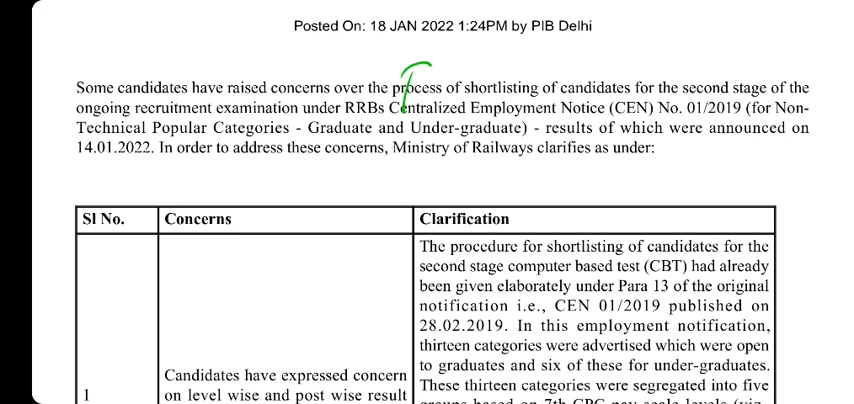 Posted On: 18 JAN 2022 1:24PM by PIB Delhi
Some candidates have raised concerns over the process of shortlisting of candidates for the second stage of the
ongoing recruitment examination under RRBs Centralized Employment Notice (CEN) No. 01/2019 (for Non-
Technical Popular Categories - Graduate and Under-graduate) - results of which were announced on
14.01.2022. In order to address these concerns, Ministry of Railways clarifies as under:
Sl No. Concerns Clarification
1
Candidates have expressed concern
on level wise and post wise result
The procedure for shortlisting of candidates for the
second stage computer based test (CBT) had already
been given elaborately under Para 13 of the original
notification i.e., CEN 01/2019 published on
28.02.2019. In this employment notification,
thirteen categories were advertised which were open
to graduates and six of these for under-graduates.
These thirteen categories were segregated into five